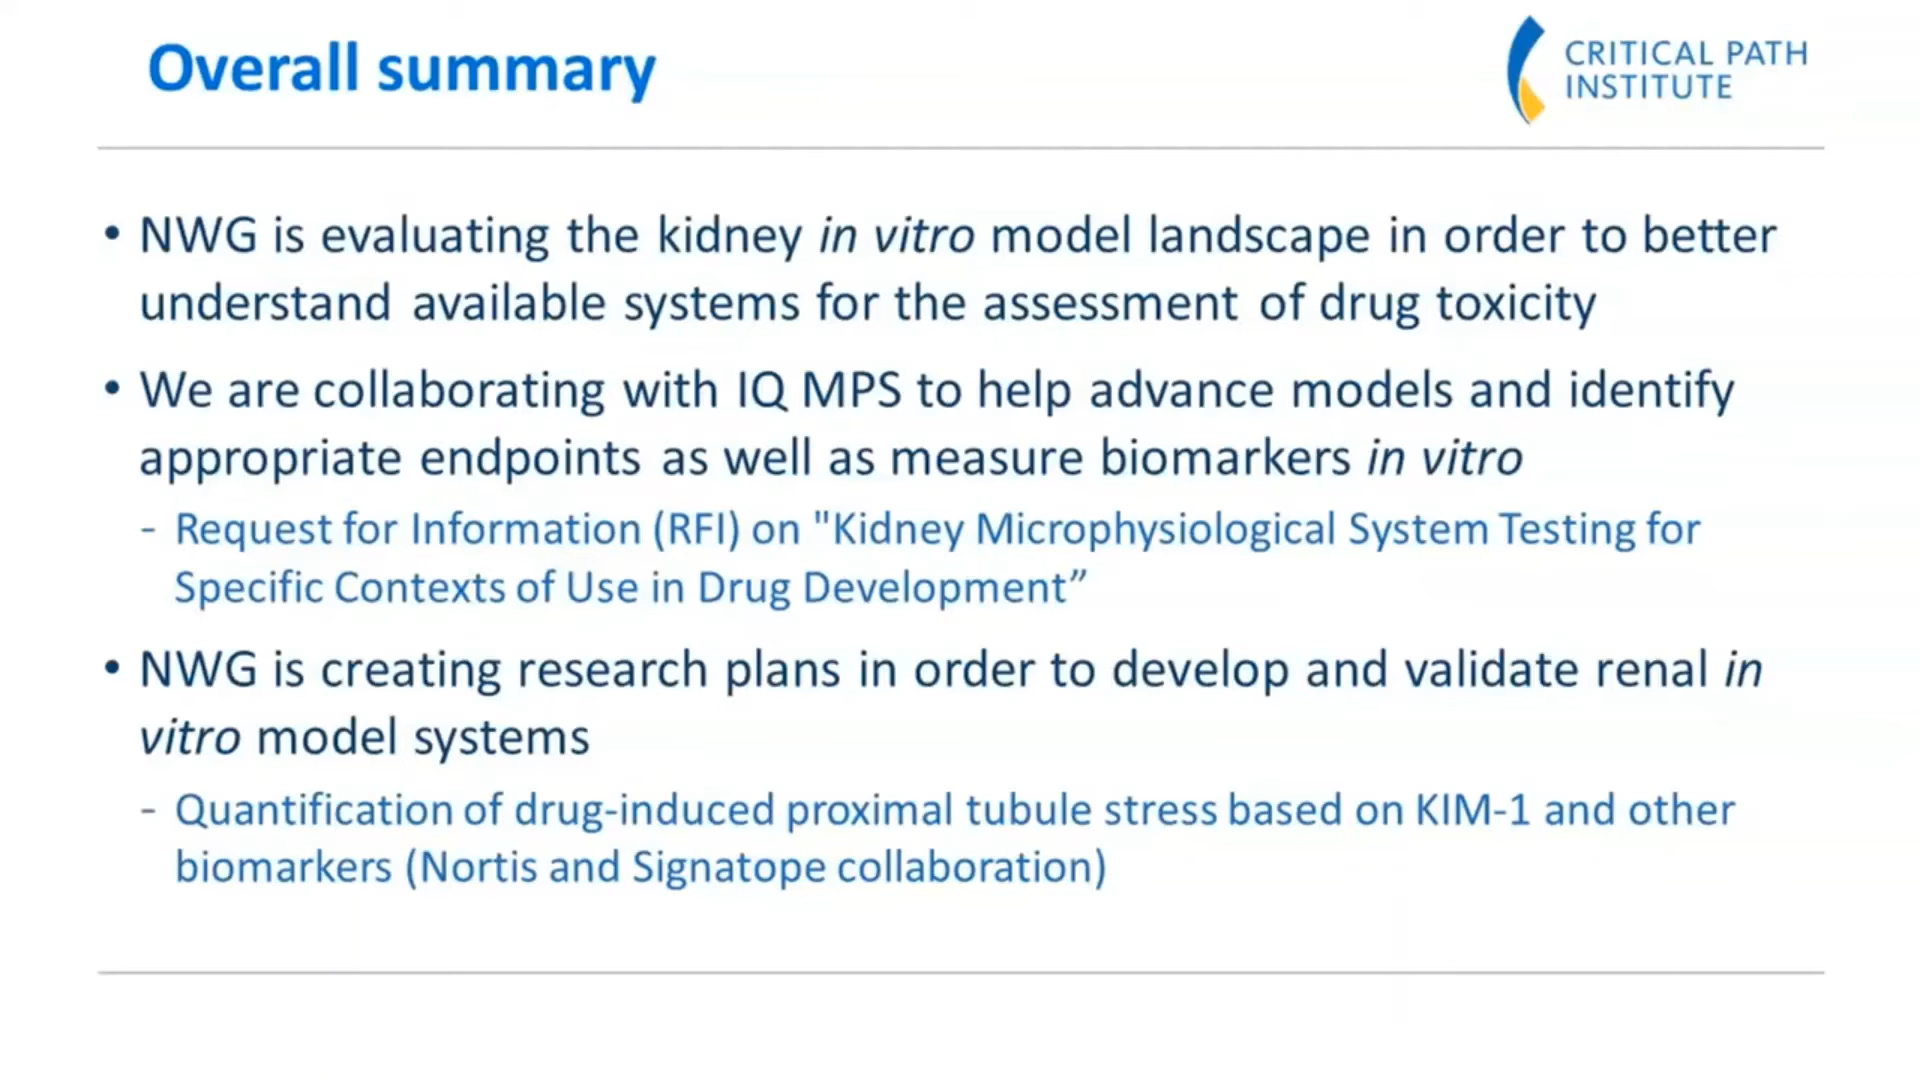 Overall summary
CRITICAL PATH
INSTITUTE
• NWG is evaluating the kidney in vitro model landscape in order to better
understand available systems for the assessment of drug toxicity
• We are collaborating with IQ MPS to help advance models and identify
appropriate endpoints as well as measure biomarkers in vitro
- Request for Information (RFI) on "Kidney Microphysiological System Testing for
Specific Contexts of Use in Drug Development”
• NWG is creating research plans in order to develop and validate renal in
vitro model systems
- Quantification of drug-induced proximal tubule stress based on KIM-1 and other
biomarkers (Nortis and Signatope collaboration)